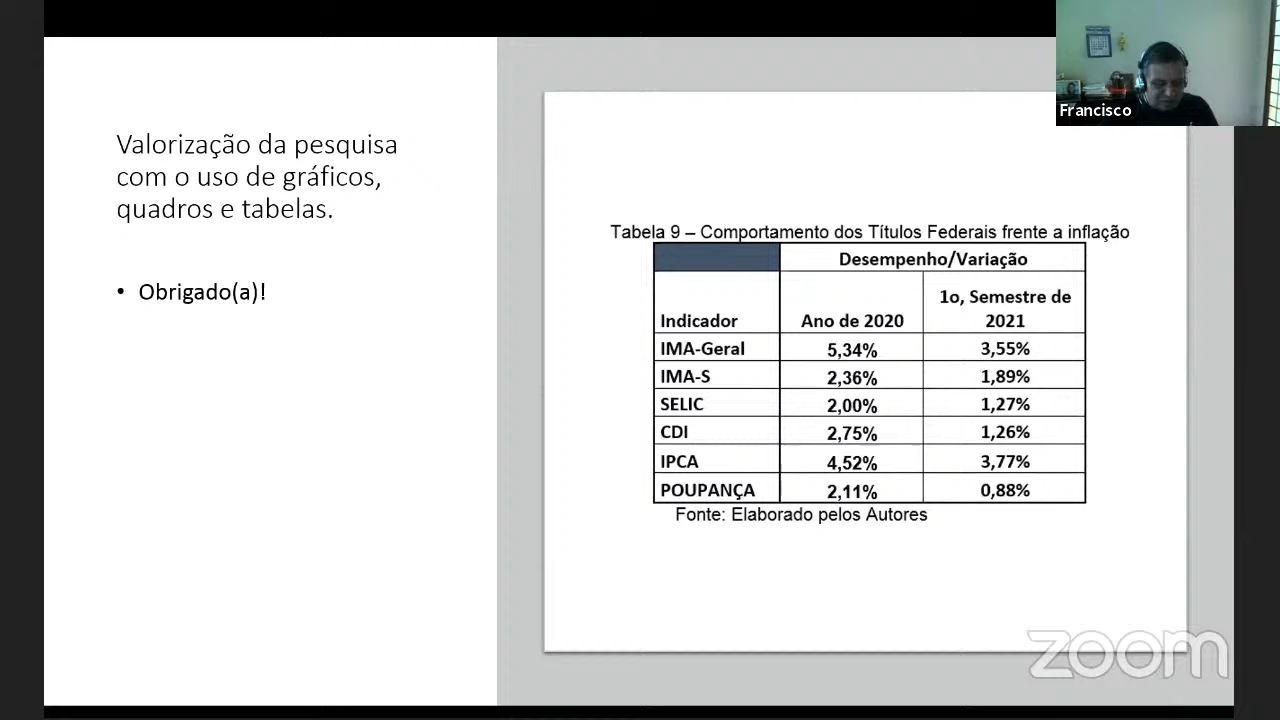 Valorização da pesquisa
com o uso de gráficos,
quadros e tabelas.
• Obrigado(a)!
Francisco
Tabela 9 – Comportamento dos Títulos Federais frente a inflação
Desempenho/Variação
Indicador Ano de 2020 1o, Semestre de 2021
IMA-Geral 5,34% 3,55%
IMA-S 2,36% 1,89%
SELIC 2,00% 1,27%
CDI 2,75% 1,26%
IPCA 4,52% 3,77%
POUPANÇA 2,11% 0,88%
Fonte: Elaborado pelos Autores
zoom